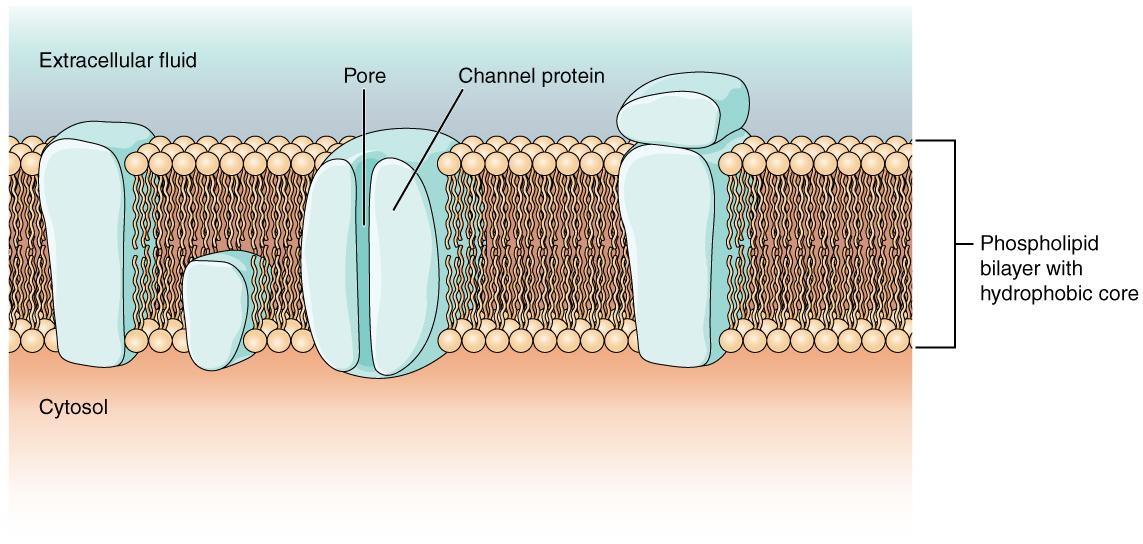 Extracellular fluid
Pore
Channel protein
Phospholipid
bilayer with
hydrophobic core
Cytosol